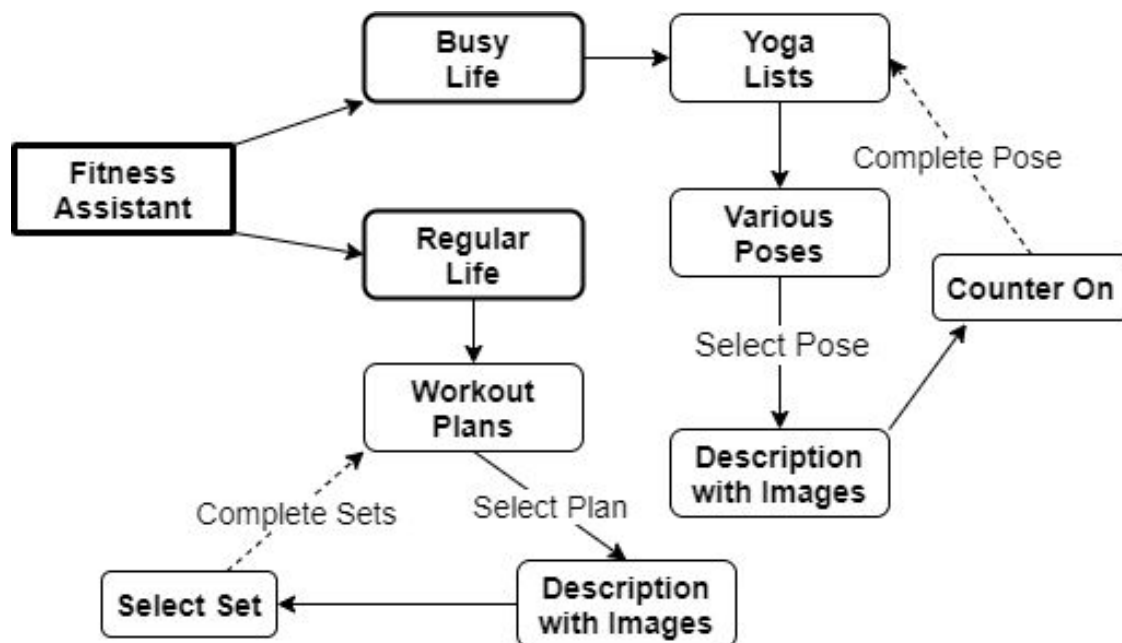 Busy
Life
Yoga
Lists
Fitness
Assistant
Complete Pose
Regular
Life
Various
Poses
Counter On
Select Pose
Workout
Plans
Description
with Images
Complete Sets
Select Plan
Select Set
Description
with Images